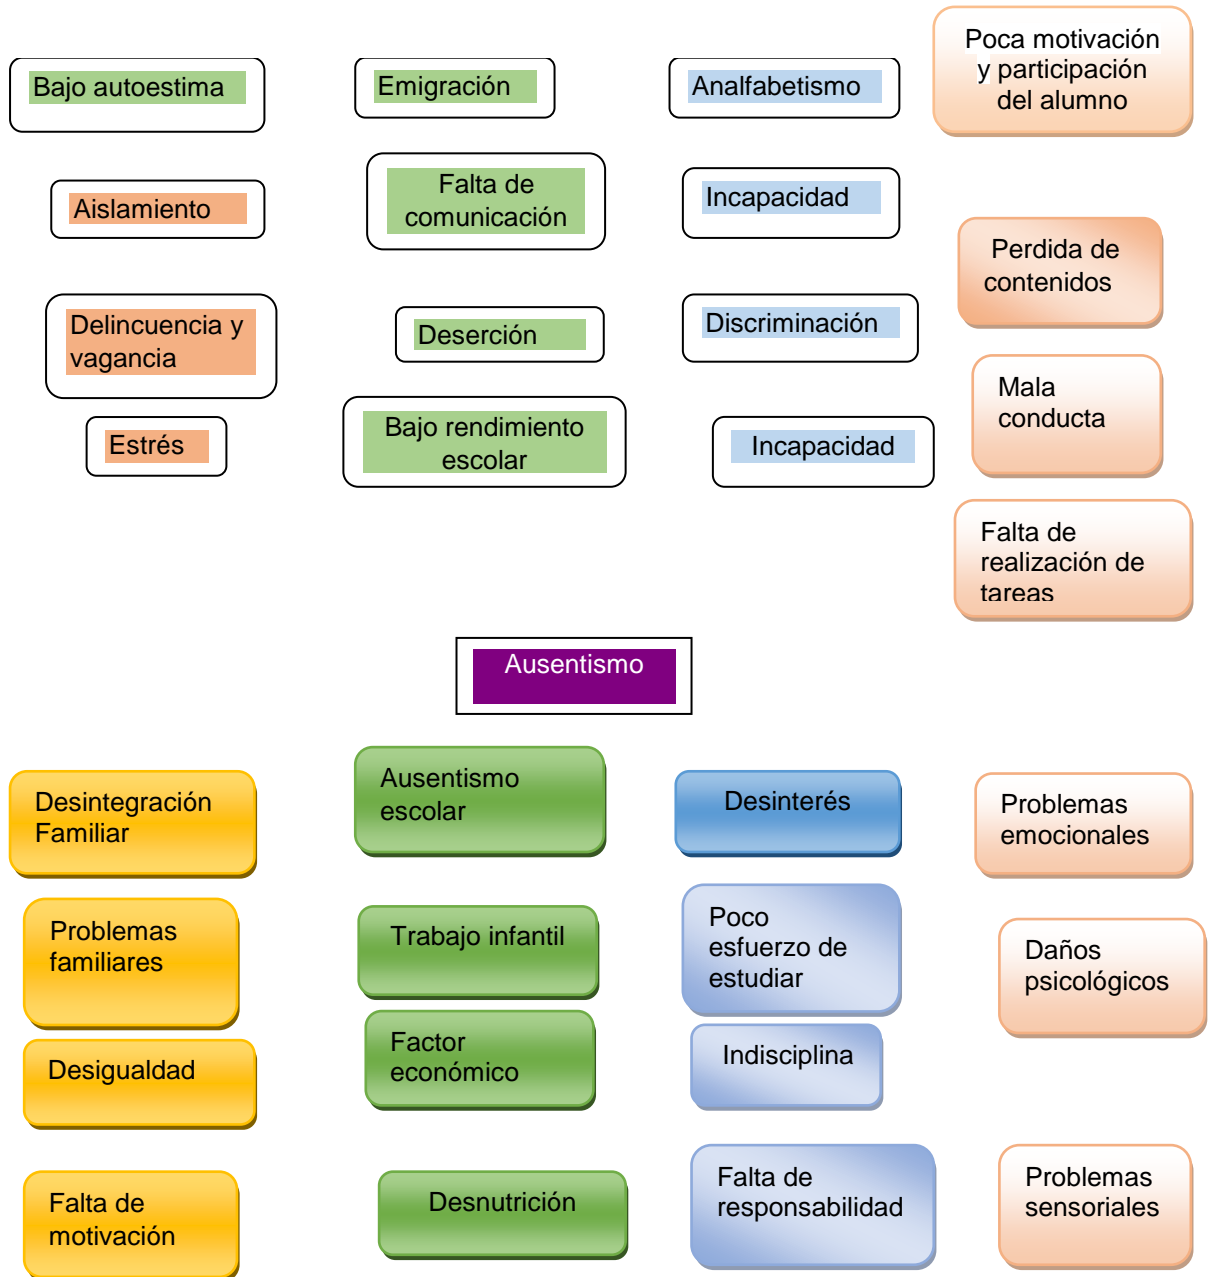 Bajo autoestima
Emigración
Analfabetismo
Poca motivación
y participación
del alumno
Aislamiento
Falta de
comunicación
Incapacidad
Perdida de
contenidos
Delincuencia y
vagancia
Deserción
Discriminación
Mala
conducta
Estrés
Bajo rendimiento
escolar
Incapacidad
Falta de
realización de
tareas
Ausentismo
Desintegración
Familiar
Ausentismo
escolar
Desinterés
Problemas
emocionales
Problemas
familiares
Trabajo infantil
Poco
esfuerzo de
estudiar
Daños
psicológicos
Desigualdad
Factor
económico
Indisciplina
Falta de
motivación
Desnutrición
Falta de
responsabilidad
Problemas
sensoriales